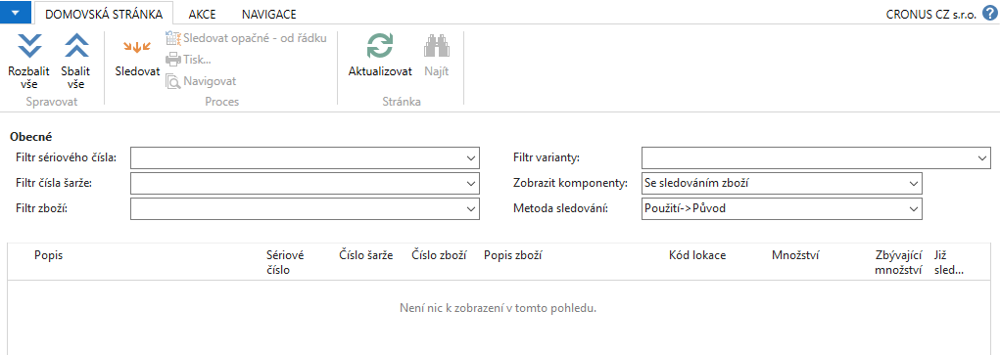 DOMOVSKÁ STRÁNKA AKCE NAVIGACE CRONUS CZ s.r.o. ?
Rozbalit vše
Sbalit vše
Spravovat
Sledovat
Sledovat opačné - od řádku
Tisk...
Navigovat
Proces
Aktualizovat
Najít
Stránka
Obecné
Filtr sériového čísla:
Filtr čísla šarže:
Filtr zboží:
Filtr varianty:
Zobrazit komponenty: Se sledováním zboží
Metoda sledování: Použití->Původ
Popis Sériové číslo Číslo šarže Číslo zboží Popis zboží Kód lokace Množství Zbývající množství Již sled...
Není nic k zobrazení v tomto pohledu.